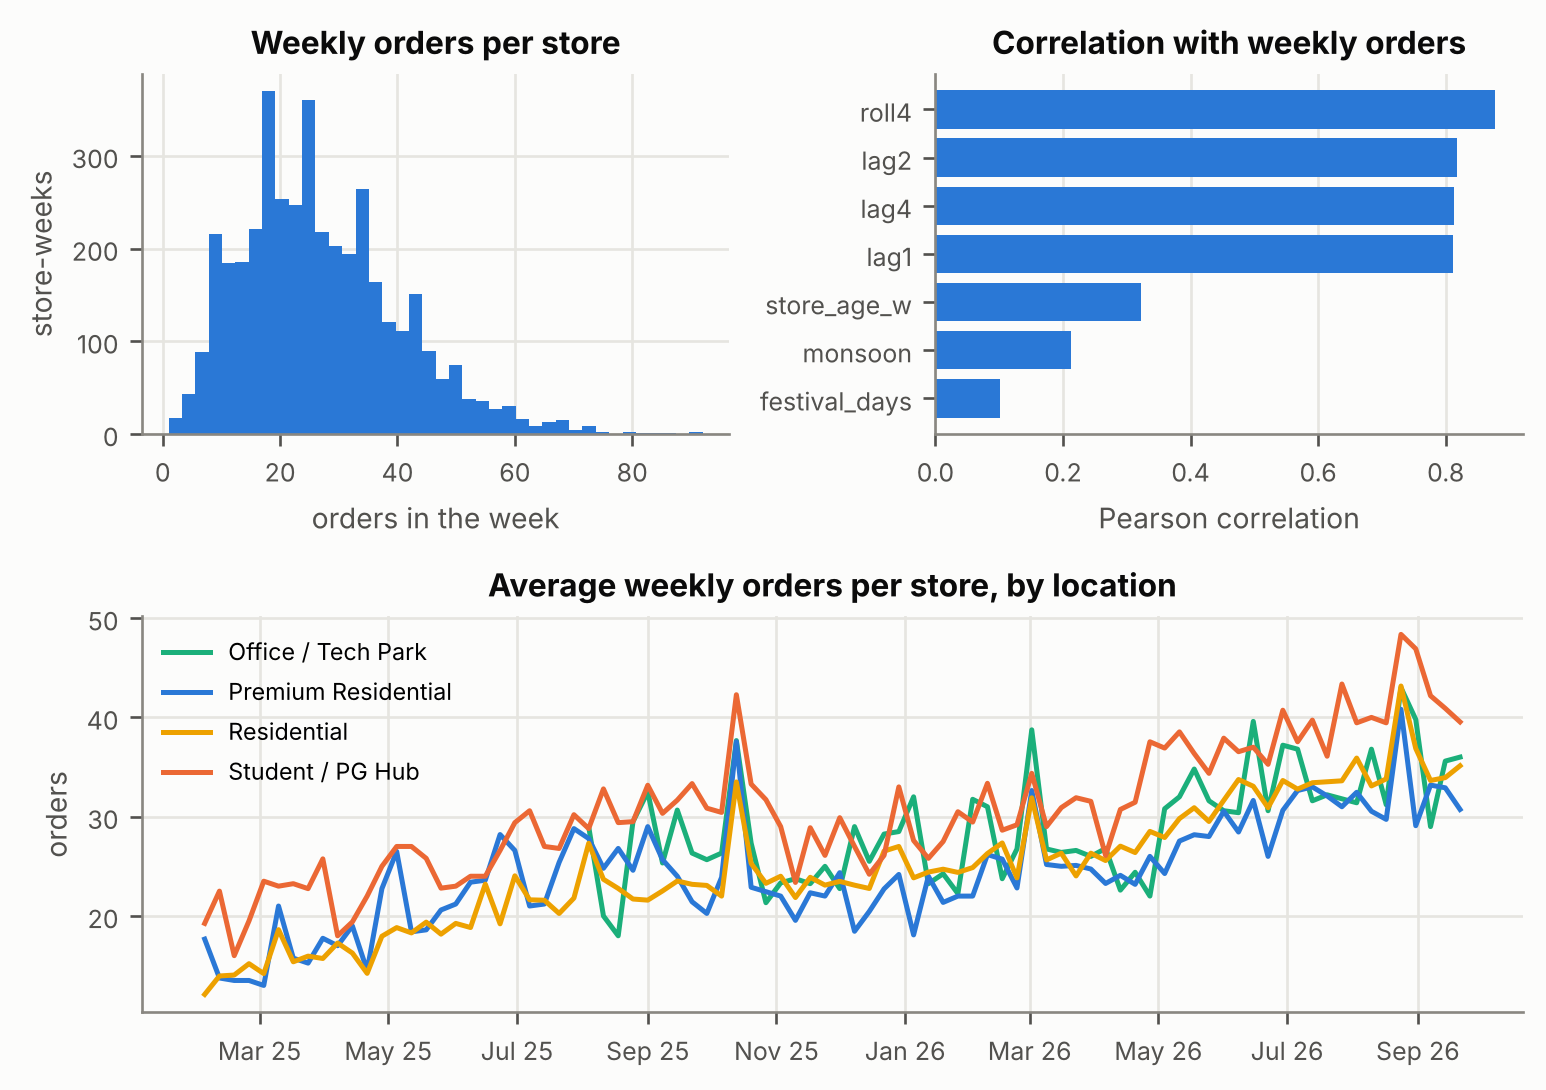 Weekly orders per store
store-weeks
300
200
100
0
0 20 40 60 80
orders in the week
Correlation with weekly orders
roll4
lag2
lag4
lag1
store_age_w
monsoon
festival_days
0.0 0.2 0.4 0.6 0.8
Pearson correlation
Average weekly orders per store, by location
orders
50
40
30
20
Office / Tech Park
Premium Residential
Residential
Student / PG Hub
Mar 25 May 25 Jul 25 Sep 25 Nov 25 Jan 26 Mar 26 May 26 Jul 26 Sep 26